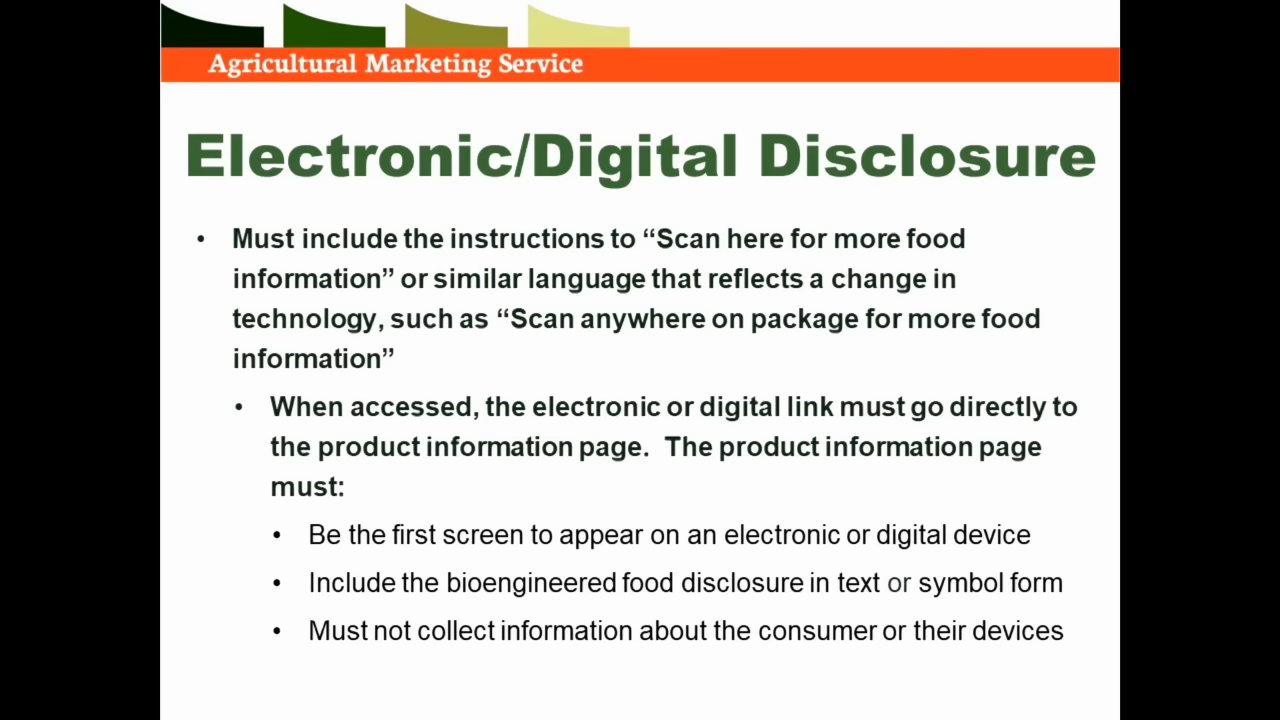 Agricultural Marketing Service
Electronic/Digital Disclosure
• Must include the instructions to “Scan here for more food
information” or similar language that reflects a change in
technology, such as “Scan anywhere on package for more food
information”
• When accessed, the electronic or digital link must go directly to
the product information page.  The product information page
must:
• Be the first screen to appear on an electronic or digital device
• Include the bioengineered food disclosure in text or symbol form
• Must not collect information about the consumer or their devices